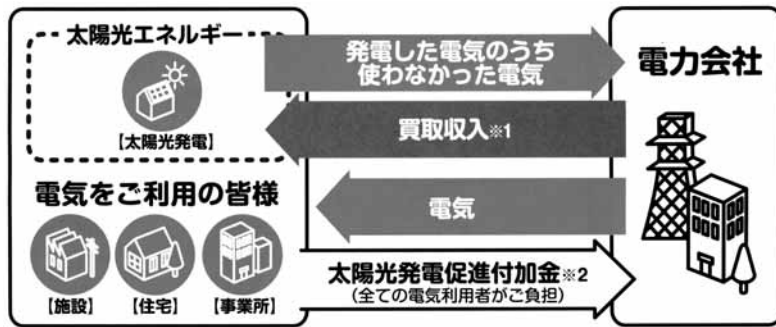 太陽光エネルギー
【太陽光発電】
発電した電気のうち
使わなかった電気
買取収入※1
電力会社
電気をご利用の皆様
【施設】
【住宅】
【事業所】
電気
太陽光発電促進付加金※2
(全ての電気利用者がご負担)